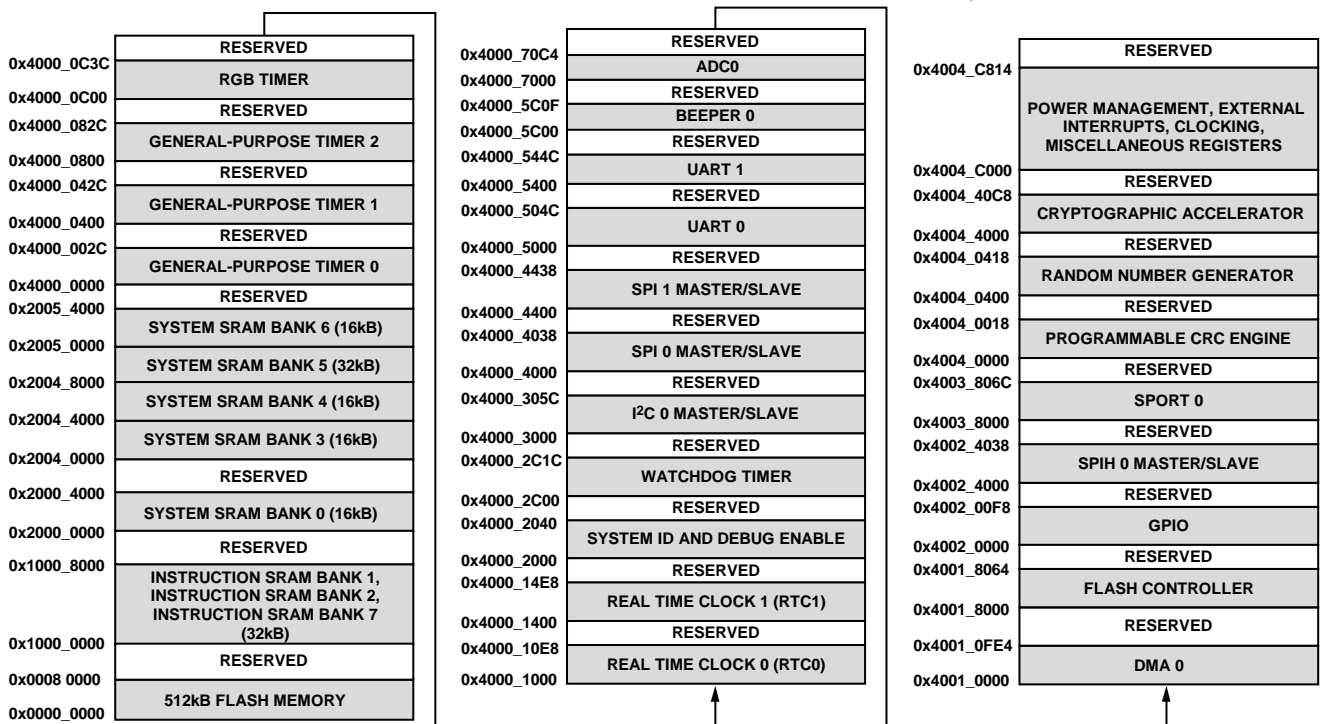 RESERVED
0x4000_0C3C
RGB TIMER
0x4000_0C00
RESERVED
0x4000_082C
GENERAL-PURPOSE TIMER 2
0x4000_0800
RESERVED
0x4000_042C
GENERAL-PURPOSE TIMER 1
0x4000_0400
RESERVED
0x4000_002C
GENERAL-PURPOSE TIMER 0
0x4000_0000
RESERVED
0x2005_4000
SYSTEM SRAM BANK 6 (16kB)
0x2005_0000
SYSTEM SRAM BANK 5 (32kB)
0x2004_8000
SYSTEM SRAM BANK 4 (16kB)
0x2004_4000
SYSTEM SRAM BANK 3 (16kB)
0x2004_0000
RESERVED
0x2000_4000
SYSTEM SRAM BANK 0 (16kB)
0x2000_0000
RESERVED
0x1000_8000
INSTRUCTION SRAM BANK 1,
INSTRUCTION SRAM BANK 2,
INSTRUCTION SRAM BANK 7
(32kB)
0x1000_0000
RESERVED
0x0008 0000
512kB FLASH MEMORY
0x0000_0000
RESERVED
0x4000_70C4
ADC0
0x4000_7000
RESERVED
0x4000_5C0F
BEEPER 0
0x4000_5C00
RESERVED
0x4000_544C
UART 1
0x4000_5400
RESERVED
0x4000_504C
UART 0
0x4000_5000
RESERVED
0x4000_4438
SPI 1 MASTER/SLAVE
0x4000_4400
RESERVED
0x4000_4038
SPI 0 MASTER/SLAVE
0x4000_4000
RESERVED
0x4000_305C
I2C 0 MASTER/SLAVE
0x4000_3000
RESERVED
0x4000_2C1C
WATCHDOG TIMER
0x4000_2C00
RESERVED
0x4000_2040
SYSTEM ID AND DEBUG ENABLE
0x4000_2000
RESERVED
0x4000_14E8
REAL TIME CLOCK 1 (RTC1)
0x4000_1400
RESERVED
0x4000_10E8
REAL TIME CLOCK 0 (RTC0)
0x4000_1000
RESERVED
0x4004_C814
POWER MANAGEMENT, EXTERNAL
INTERRUPTS, CLOCKING,
MISCELLANEOUS REGISTERS
0x4004_C000
RESERVED
0x4004_40C8
CRYPTOGRAPHIC ACCELERATOR
0x4004_4000
RESERVED
0x4004_0418
RANDOM NUMBER GENERATOR
0x4004_0400
RESERVED
0x4004_0018
PROGRAMMABLE CRC ENGINE
0x4004_0000
RESERVED
0x4003_806C
SPORT 0
0x4003_8000
RESERVED
0x4002_4038
SPIH 0 MASTER/SLAVE
0x4002_4000
RESERVED
0x4002_00F8
GPIO
0x4002_0000
RESERVED
0x4001_8064
FLASH CONTROLLER
0x4001_8000
RESERVED
0x4001_0FE4
DMA 0
0x4001_0000